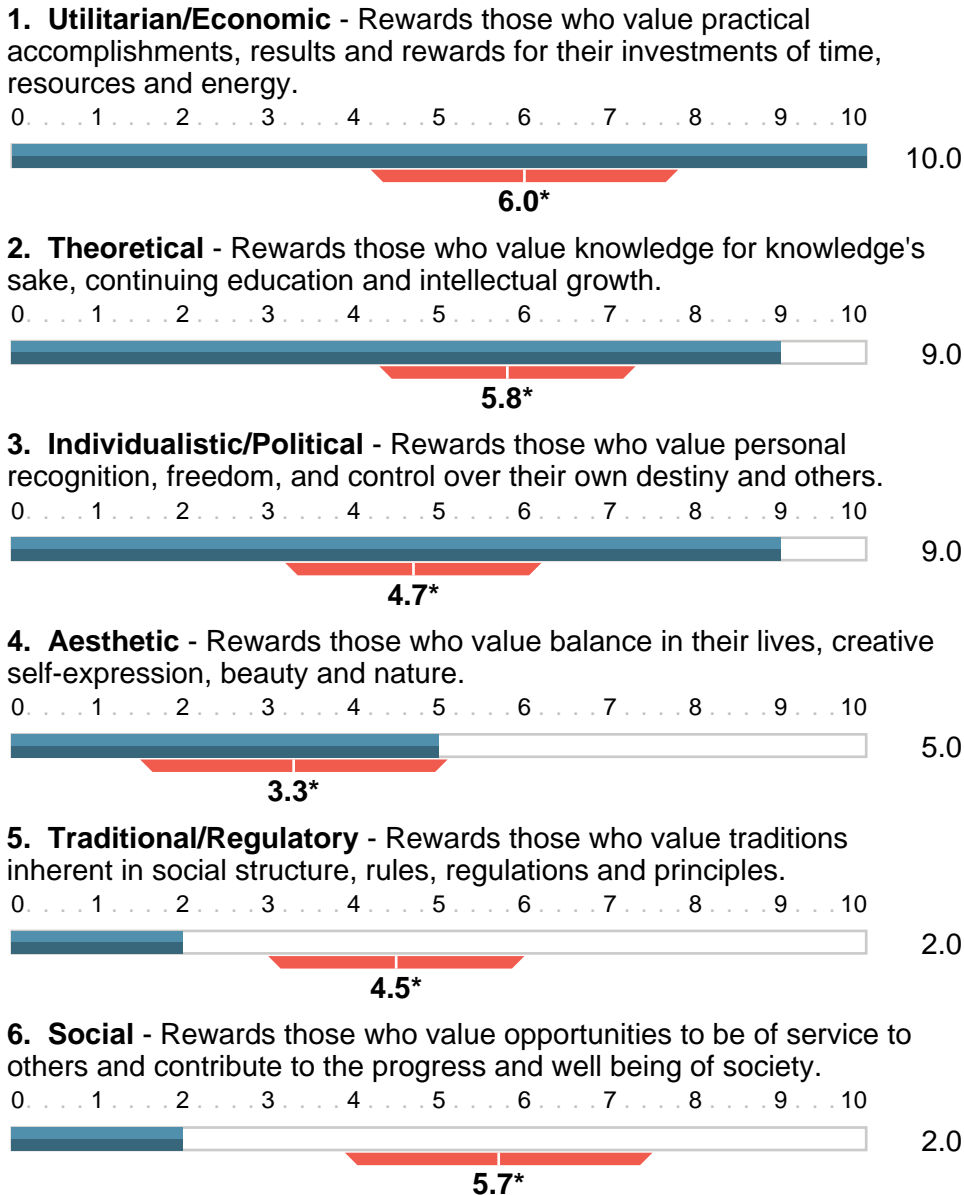 1. Utilitarian/Economic - Rewards those who value practical
accomplishments, results and rewards for their investments of time,
resources and energy.
0. . . . 1 . . . . 2 . . . . 3 . . . . 4 . . . . 5 . . . . 6 . . . . 7 . . . . 8 . . . . 9 . . . 10
10.0
6.0*
2. Theoretical - Rewards those who value knowledge for knowledge's
sake, continuing education and intellectual growth.
0. . . . 1 . . . . 2 . . . . 3 . . . . 4 . . . . 5 . . . . 6 . . . . 7 . . . . 8 . . . . 9 . . . 10
9.0
5.8*
3. Individualistic/Political - Rewards those who value personal
recognition, freedom, and control over their own destiny and others.
0. . . . 1 . . . . 2 . . . . 3 . . . . 4 . . . . 5 . . . . 6 . . . . 7 . . . . 8 . . . . 9 . . . 10
9.0
4.7*
4. Aesthetic - Rewards those who value balance in their lives, creative
self-expression, beauty and nature.
0. . . . 1 . . . . 2 . . . . 3 . . . . 4 . . . . 5 . . . . 6 . . . . 7 . . . . 8 . . . . 9 . . . 10
5.0
3.3*
5. Traditional/Regulatory - Rewards those who value traditions
inherent in social structure, rules, regulations and principles.
0. . . . 1 . . . . 2 . . . . 3 . . . . 4 . . . . 5 . . . . 6 . . . . 7 . . . . 8 . . . . 9 . . . 10
2.0
4.5*
6. Social - Rewards those who value opportunities to be of service to
others and contribute to the progress and well being of society.
0. . . . 1 . . . . 2 . . . . 3 . . . . 4 . . . . 5 . . . . 6 . . . . 7 . . . . 8 . . . . 9 . . . 10
2.0
5.7*